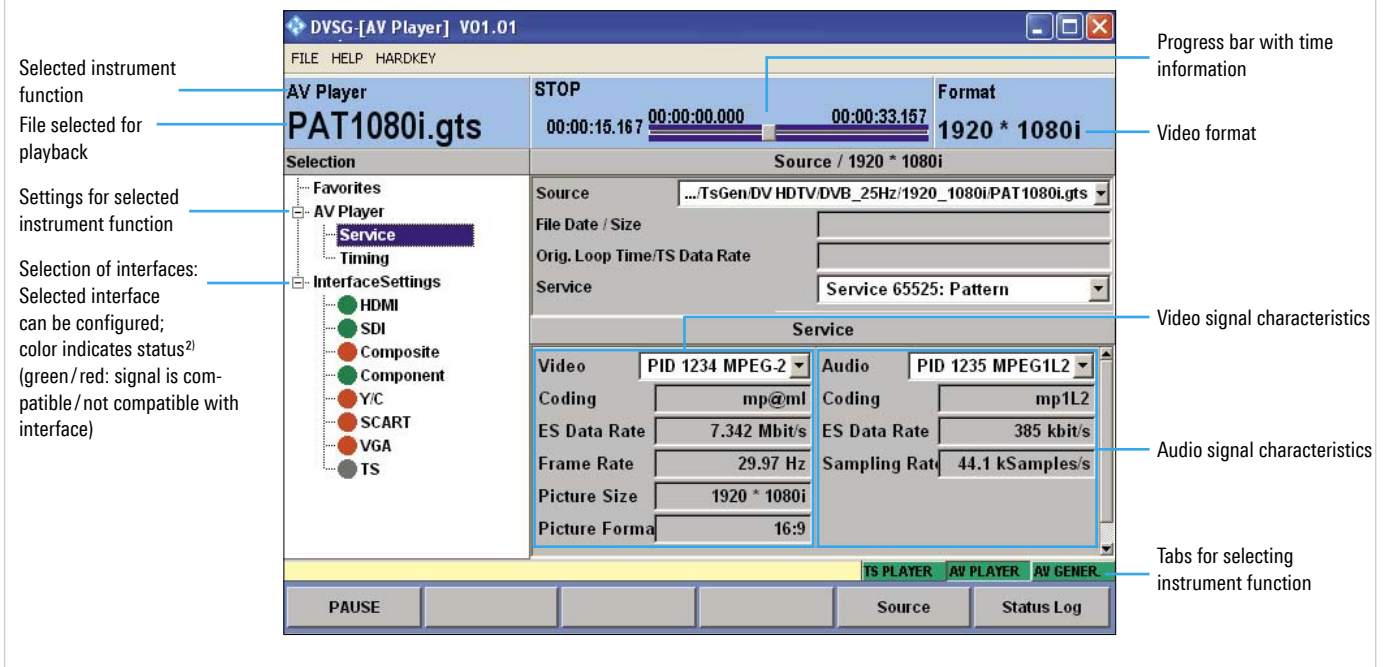 DVSG-[AV Player] V01.01
FILE HELP HARDKEY
AV Player
PAT1080i.gts
STOP
00:00:15.167
00:00:00.000
00:00:33.157
Format
1920 * 1080i
Selection
Source / 1920 * 1080i
Favorites
AV Player
Service
Timing
InterfaceSettings
HDMI
SDI
Composite
Component
Y/C
SCART
VGA
TS
Source
.../TsGen/DV HDTV/DVB_25Hz/1920_1080i/PAT1080i.gts
File Date / Size
Orig. Loop Time/TS Data Rate
Service
Service 65525: Pattern
Service
Video
PID 1234 MPEG-2
Coding
mp@ml
ES Data Rate
7.342 Mbit/s
Frame Rate
29.97 Hz
Picture Size
1920 * 1080i
Picture Forma
16:9
Audio
PID 1235 MPEG1L2
Coding
mp1L2
ES Data Rate
385 kbit/s
Sampling Rate
44.1 kSamples/s
TS PLAYER
AV PLAYER
AV GENER.
PAUSE
Source
Status Log
Selected instrument
function
File selected for
playback
Settings for selected
instrument function
Selection of interfaces:
Selected interface
can be configured;
color indicates status²⁾
(green/red: signal is com-
patible/not compatible with
interface)
Progress bar with time
information
Video format
Video signal characteristics
Audio signal characteristics
Tabs for selecting
instrument function